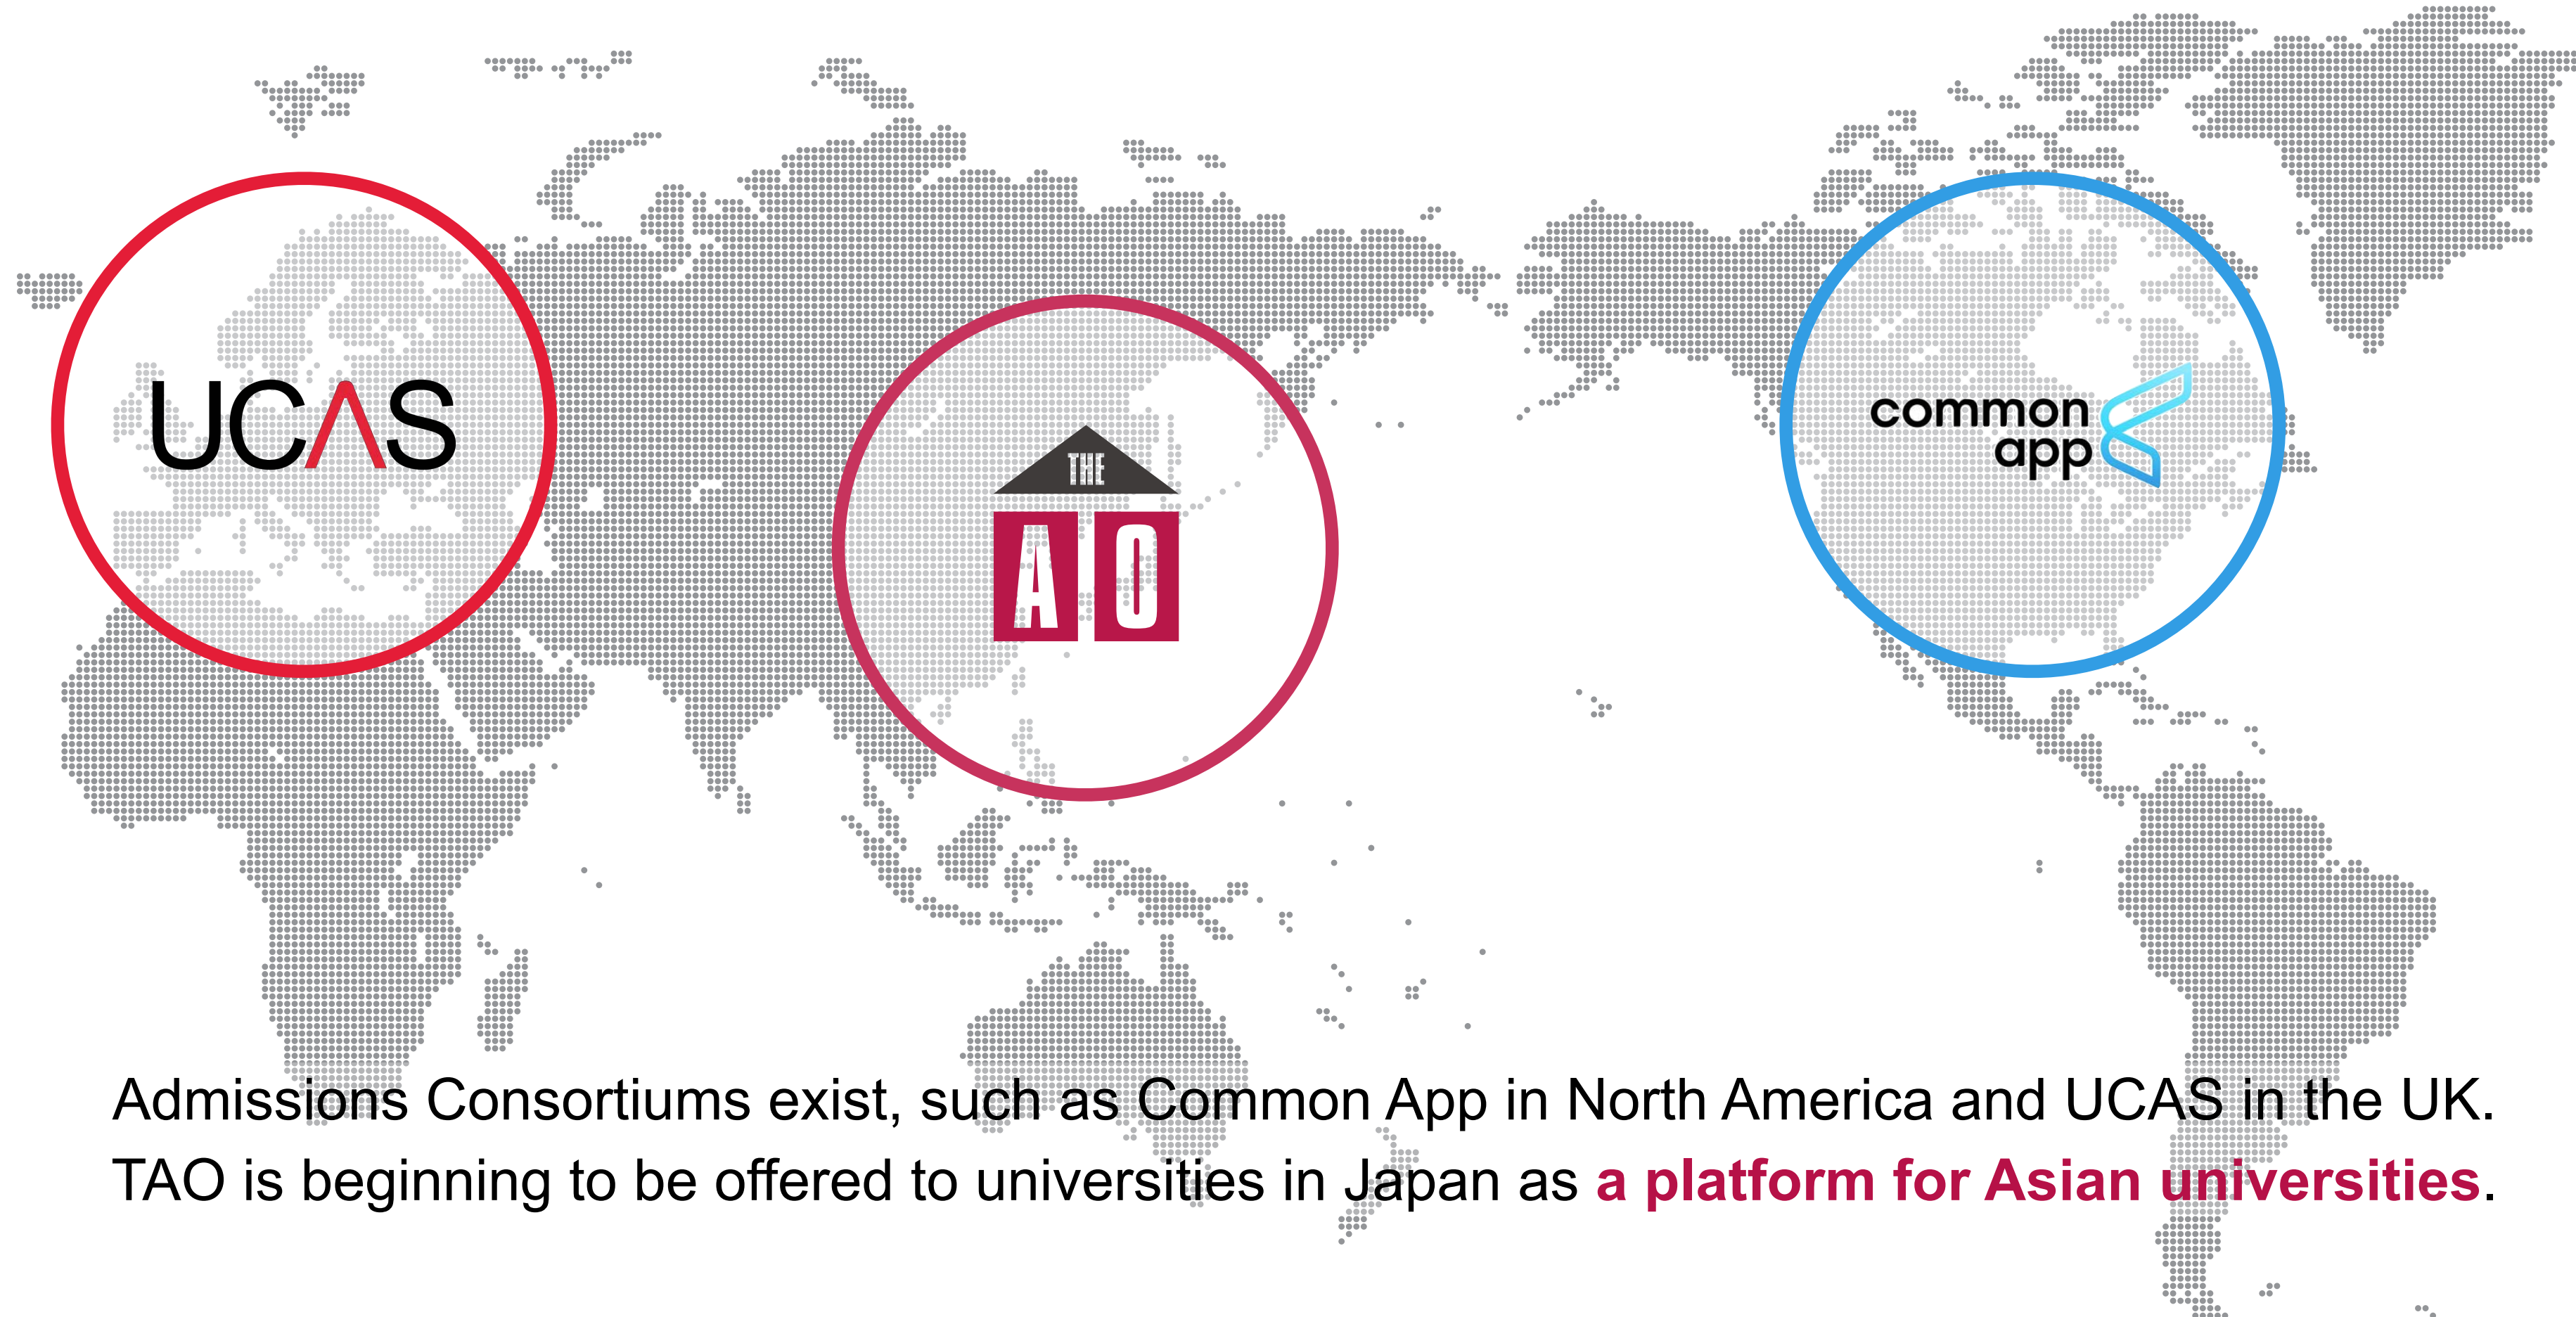 UCAS
THE
AO
common
app
Admissions Consortiums exist, such as Common App in North America and UCAS in the UK.
TAO is beginning to be offered to universities in Japan as a platform for Asian universities.